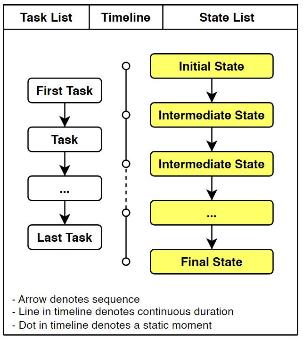 Task List
Timeline
State List
Initial State
First Task
Intermediate State
Task
Intermediate State
...
...
Last Task
Final State
- Arrow denotes sequence
- Line in timeline denotes continuous duration
- Dot in timeline denotes a static moment